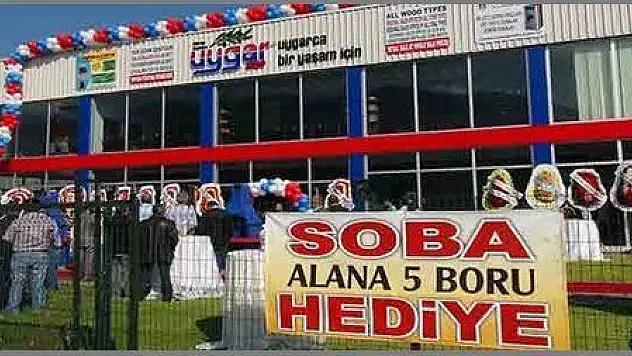 ALL WOOD TYPES
uygar
uygarca
bir yaşam için
SOBA
ALANA 5 BORU
HEDİYE